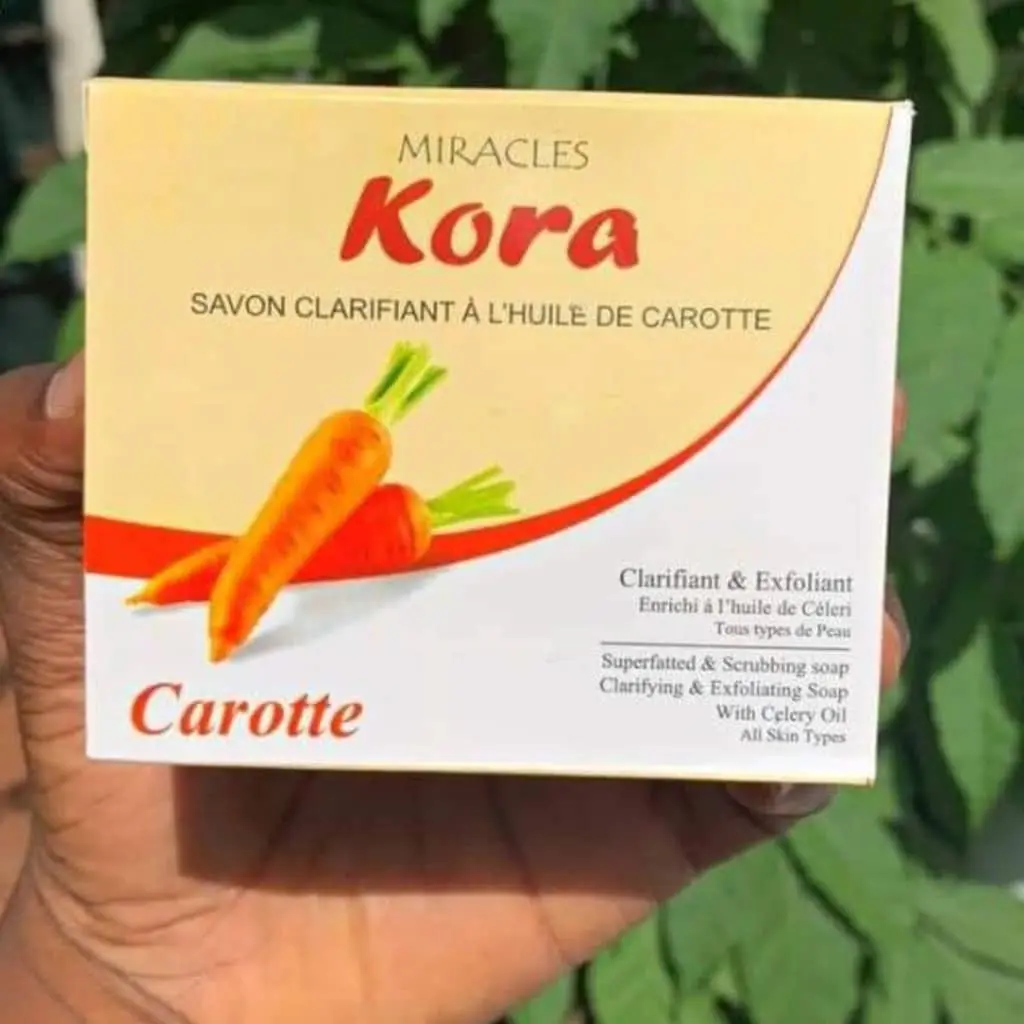 MIRACLES
Kora
SAVON CLARIFIANT À L'HUILE DE CAROTTE
Clarifiant & Exfoliant
Enrichi à l'huile de Céleri
Tous types de Peau
Superfatted & Scrubbing soap
Clarifying & Exfoliating Soap
With Celery Oil
All Skin Types
Carotte